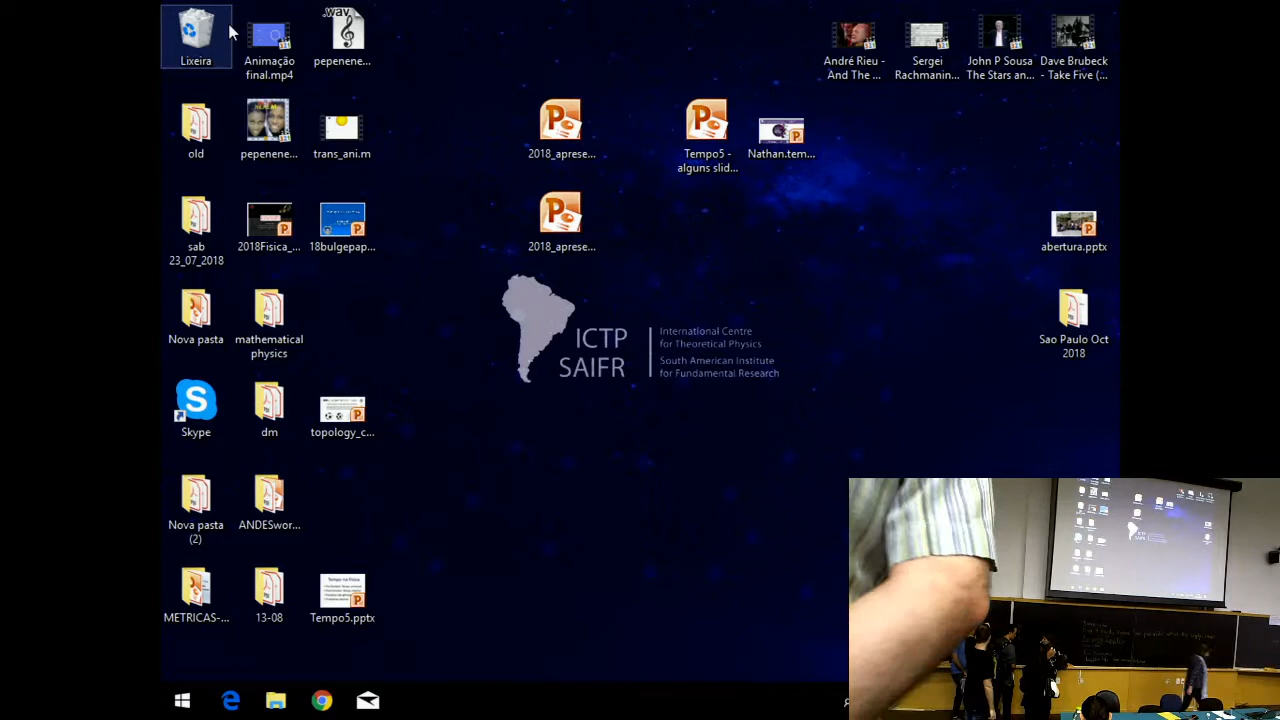 Lixeira
Animação
final.mp4
.wav
pepenene...
André Rieu -
And The ...
Sergei
Rachmanin...
John P Sousa
The Stars an...
Dave Brubeck
- Take Five (...
old
pepenene...
trans_ani.m
2018_aprese...
Tempo5 -
alguns slid...
Nathan.tem...
sab
23_07_2018
2018Fisica_...
18bulgepap...
2018_aprese...
abertura.pptx
Nova pasta
mathematical
physics
ICTP
SAIFR
International Centre
for Theoretical Physics
South American Institute
for Fundamental Research
Sao Paulo Oct
2018
Skype
dm
topology_c...
Nova pasta
(2)
ANDESwor...
METRICAS-...
13-08
Tempo na física
Tempo5.pptx